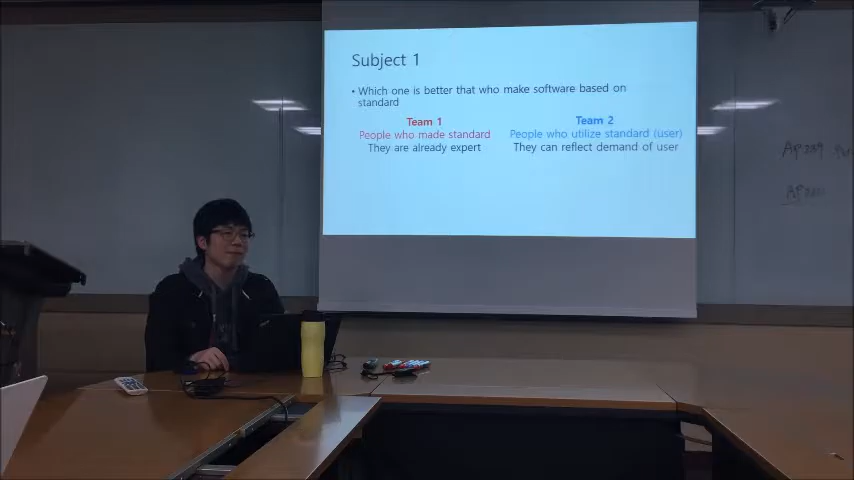 Subject 1
• Which one is better that who make software based on
standard
Team 1
People who made standard
They are already expert
Team 2
People who utilize standard (user)
They can reflect demand of user